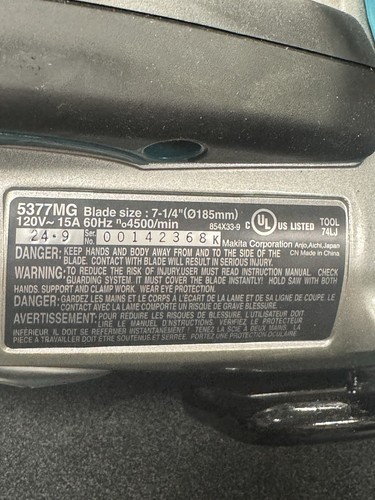 5377MG Blade size : 7-1/4"(Ø185mm)
120V~ 15A 60Hz n₀4500/min 854X33-9 C UL US LISTED TOOL 74LJ
24·9 Ser. No. 00142368 K Makita Corporation Anjo,Aichi,Japan
CN Made in China
DANGER: KEEP HANDS AND BODY AWAY FROM AND TO THE SIDE OF THE
BLADE. CONTACT WITH BLADE WILL RESULT IN SERIOUS INJURY.
WARNING: TO REDUCE THE RISK OF INJURY,USER MUST READ INSTRUCTION MANUAL. CHECK
GUARDING SYSTEM. IT MUST COVER THE BLADE INSTANTLY! HOLD SAW WITH BOTH
HANDS. SUPPORT AND CLAMP WORK. WEAR EYE PROTECTION.
DANGER: GARDEZ LES MAINS ET LE CORPS À L'ÉCART DE LA LAME ET DE SA LIGNE DE COUPE. LE
CONTACT AVEC LA LAME COMPORTE UN RISQUE DE GRAVE BLESSURE.
AVERTISSEMENT: POUR RÉDUIRE LES RISQUES DE BLESSURE, L'UTILISATEUR DOIT
LIRE LE MANUEL D'INSTRUCTIONS. VÉRIFIEZ LE PROTECTEUR
INFÉRIEUR. IL DOIT SE REFERMER INSTANTANÉMENT ! TENEZ LA SCIE À DEUX MAINS. LA
PIÈCE À TRAVAILLER DOIT ÊTRE SOUTENUE ET SERRÉE. PORTEZ UNE PROTECTION OCULAIRE.